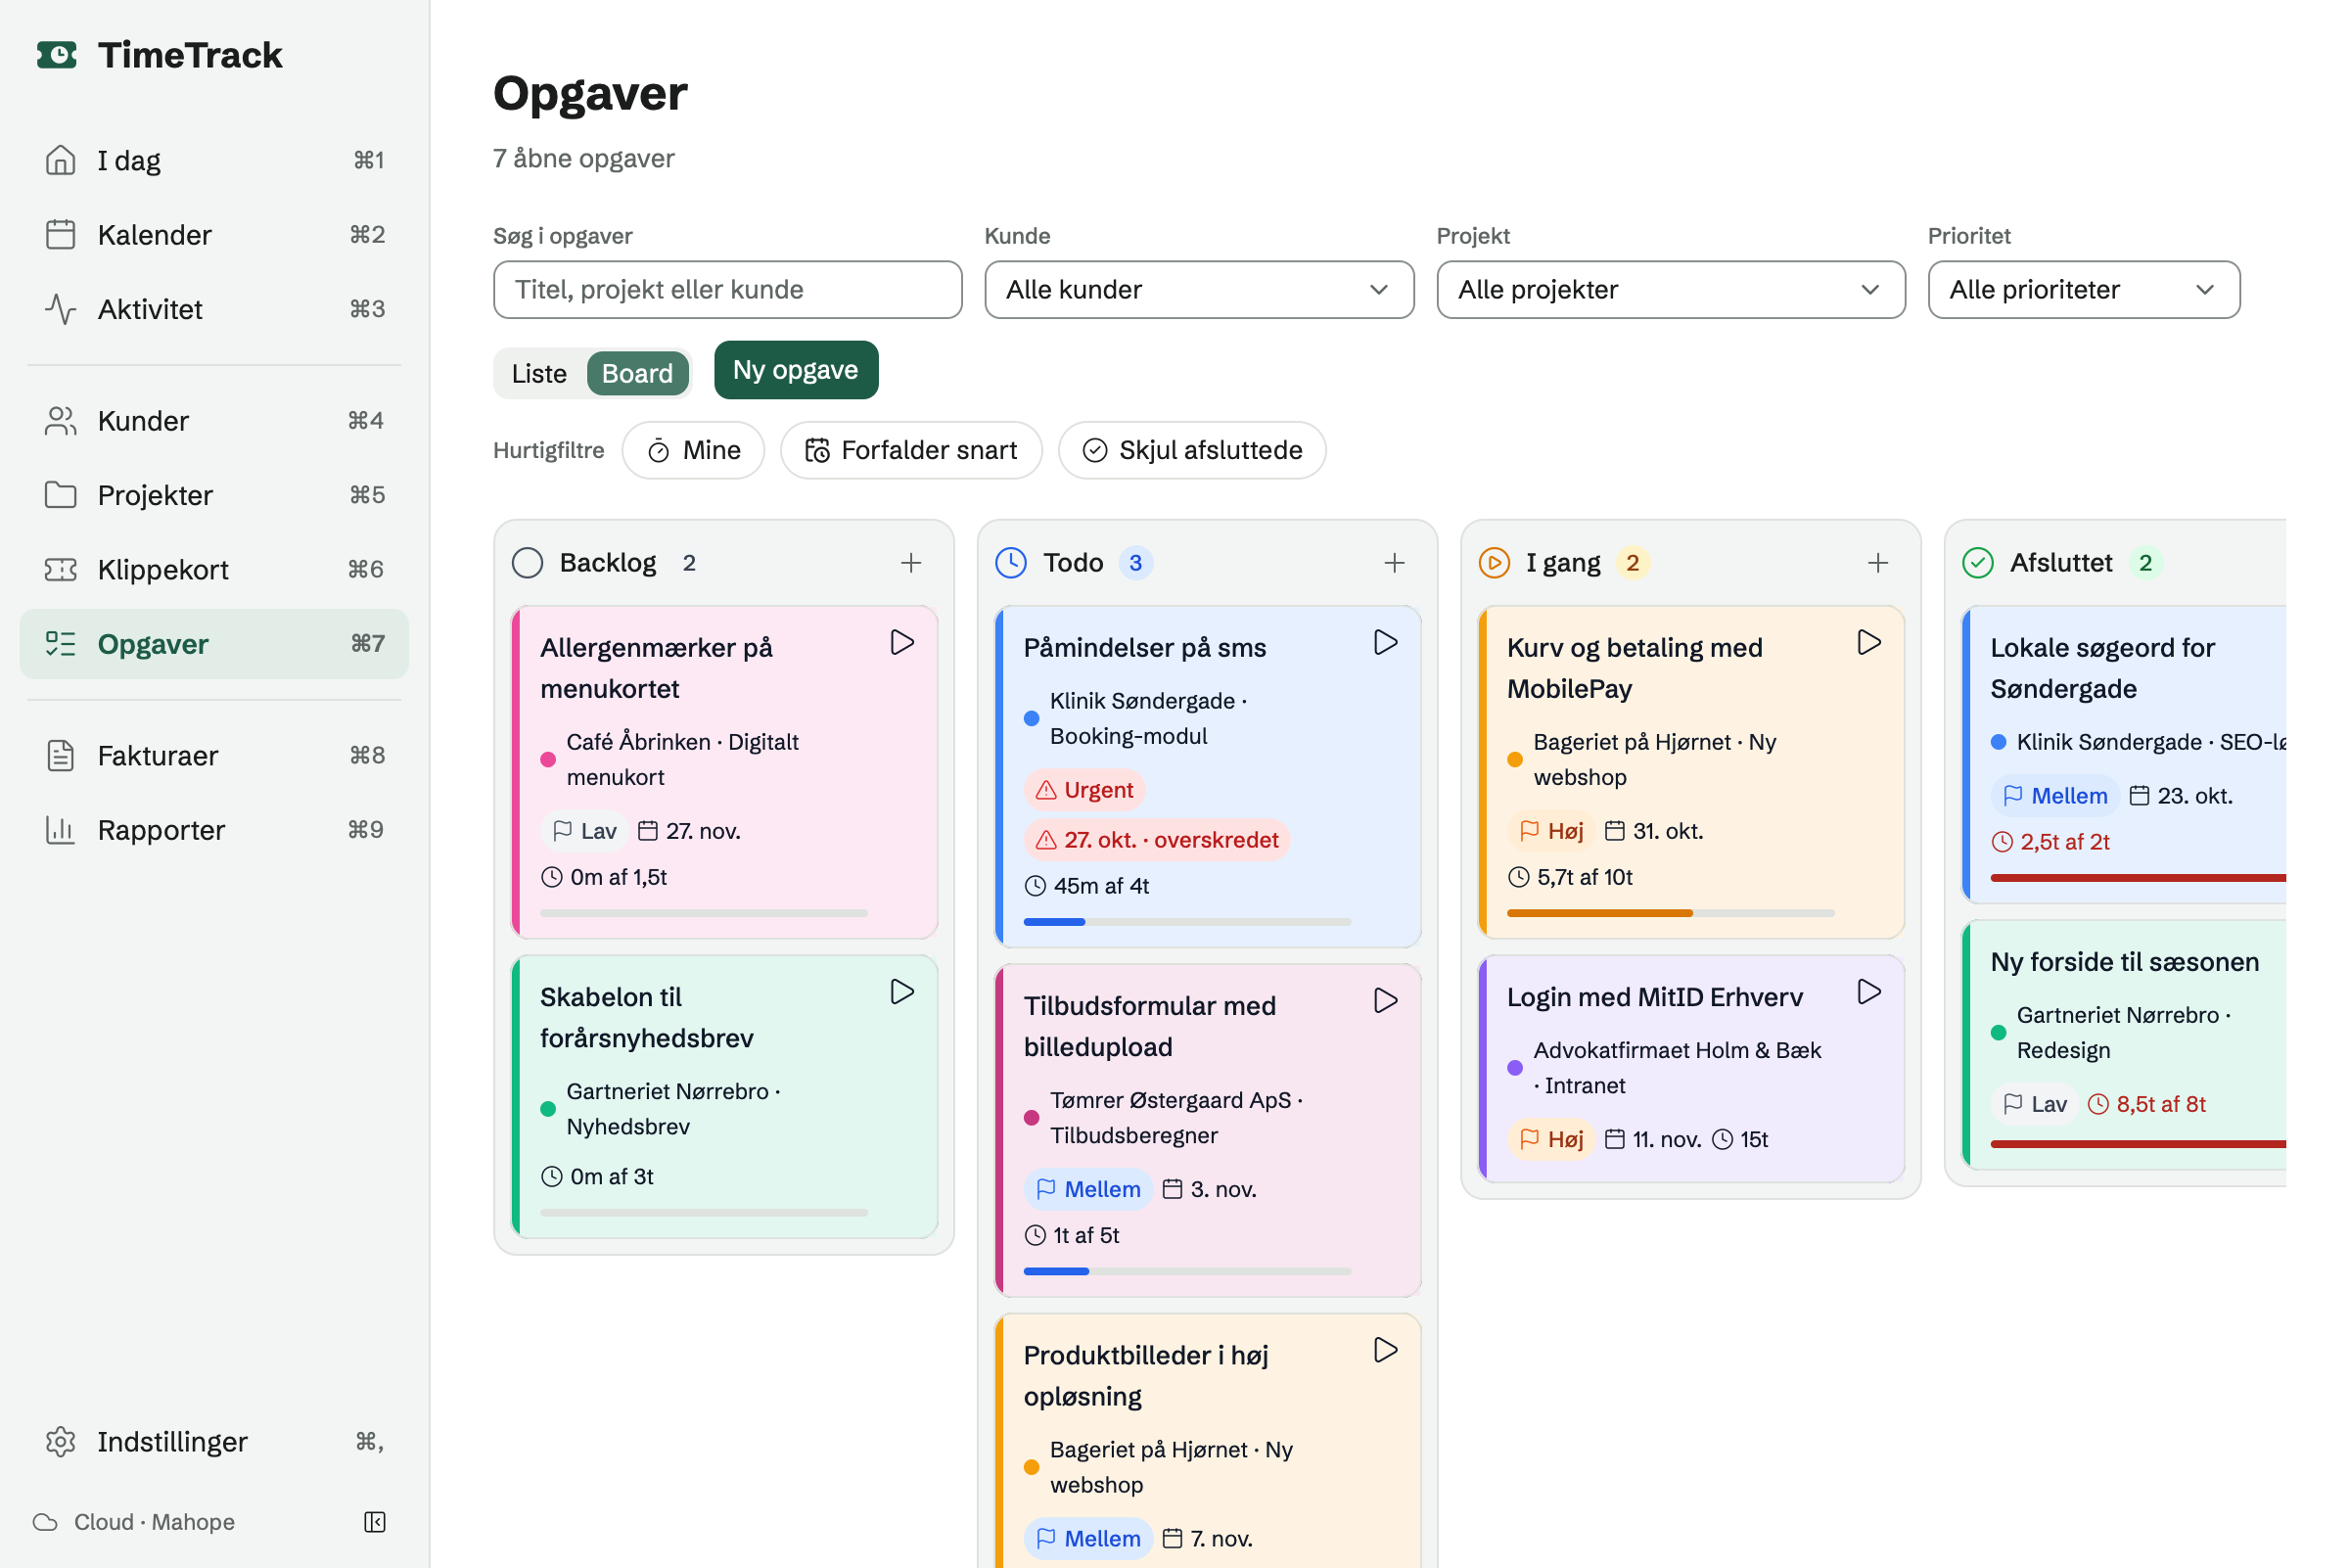 TimeTrack
I dag ⌘1
Kalender ⌘2
Aktivitet ⌘3
Kunder ⌘4
Projekter ⌘5
Klippekort ⌘6
Opgaver ⌘7
Fakturaer ⌘8
Rapporter ⌘9
Indstillinger ⌘,
Cloud · Mahope
Opgaver
7 åbne opgaver
Søg i opgaver
Titel, projekt eller kunde
Kunde
Alle kunder
Projekt
Alle projekter
Prioritet
Alle prioriteter
Liste Board Ny opgave
Hurtigfiltre Mine Forfalder snart Skjul afsluttede
Backlog 2
Allergenmærker på
menukortet
Café Åbrinken · Digitalt
menukort
Lav 27. nov.
0m af 1,5t
Skabelon til
forårsnyhedsbrev
Gartneriet Nørrebro ·
Nyhedsbrev
0m af 3t
Todo 3
Påmindelser på sms
Klinik Søndergade ·
Booking-modul
Urgent
27. okt. · overskredet
45m af 4t
Tilbudsformular med
billedupload
Tømrer Østergaard ApS ·
Tilbudsberegner
Mellem 3. nov.
1t af 5t
Produktbilleder i høj
opløsning
Bageriet på Hjørnet · Ny
webshop
Mellem 7. nov.
I gang 2
Kurv og betaling med
MobilePay
Bageriet på Hjørnet · Ny
webshop
Høj 31. okt.
5,7t af 10t
Login med MitID Erhverv
Advokatfirmaet Holm & Bæk
· Intranet
Høj 11. nov. 15t
Afsluttet 2
Lokale søgeord for
Søndergade
Klinik Søndergade ·
Mellem 23. okt.
2,5t af 2t
Ny forside til sæsonen
Gartneriet Nørrebro ·
Redesign
Lav 8,5t af 8t